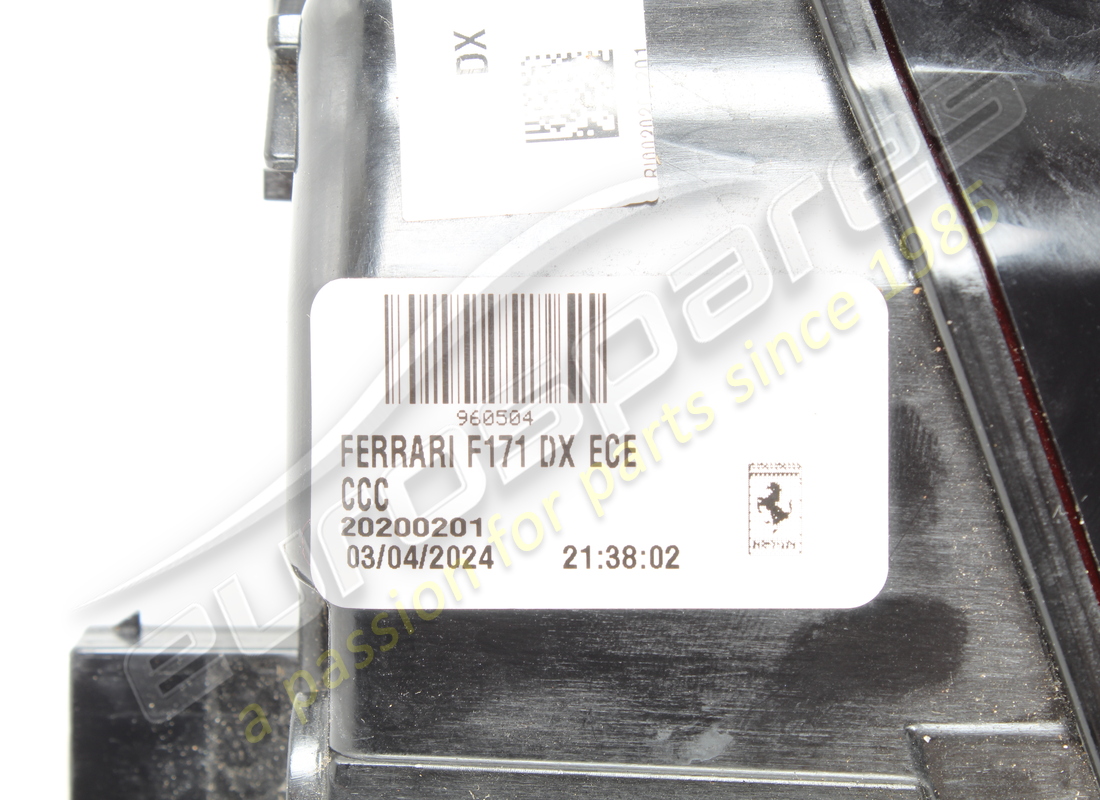 DX
960504
FERRARI F171 DX ECE
CCC
20200201
03/04/2024 21:38:02
eurospares
a passion for parts since 1985